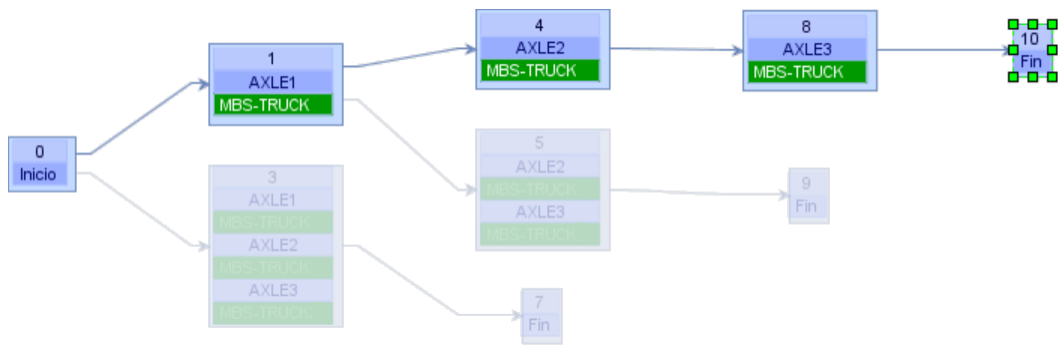 0
Inicio
1
AXLE1
MBS-TRUCK
4
AXLE2
MBS-TRUCK
8
AXLE3
MBS-TRUCK
10
Fin
3
AXLE1
MBS-TRUCK
AXLE2
MBS-TRUCK
AXLE3
MBS-TRUCK
5
AXLE2
MBS-TRUCK
AXLE3
MBS-TRUCK
9
Fin
7
Fin